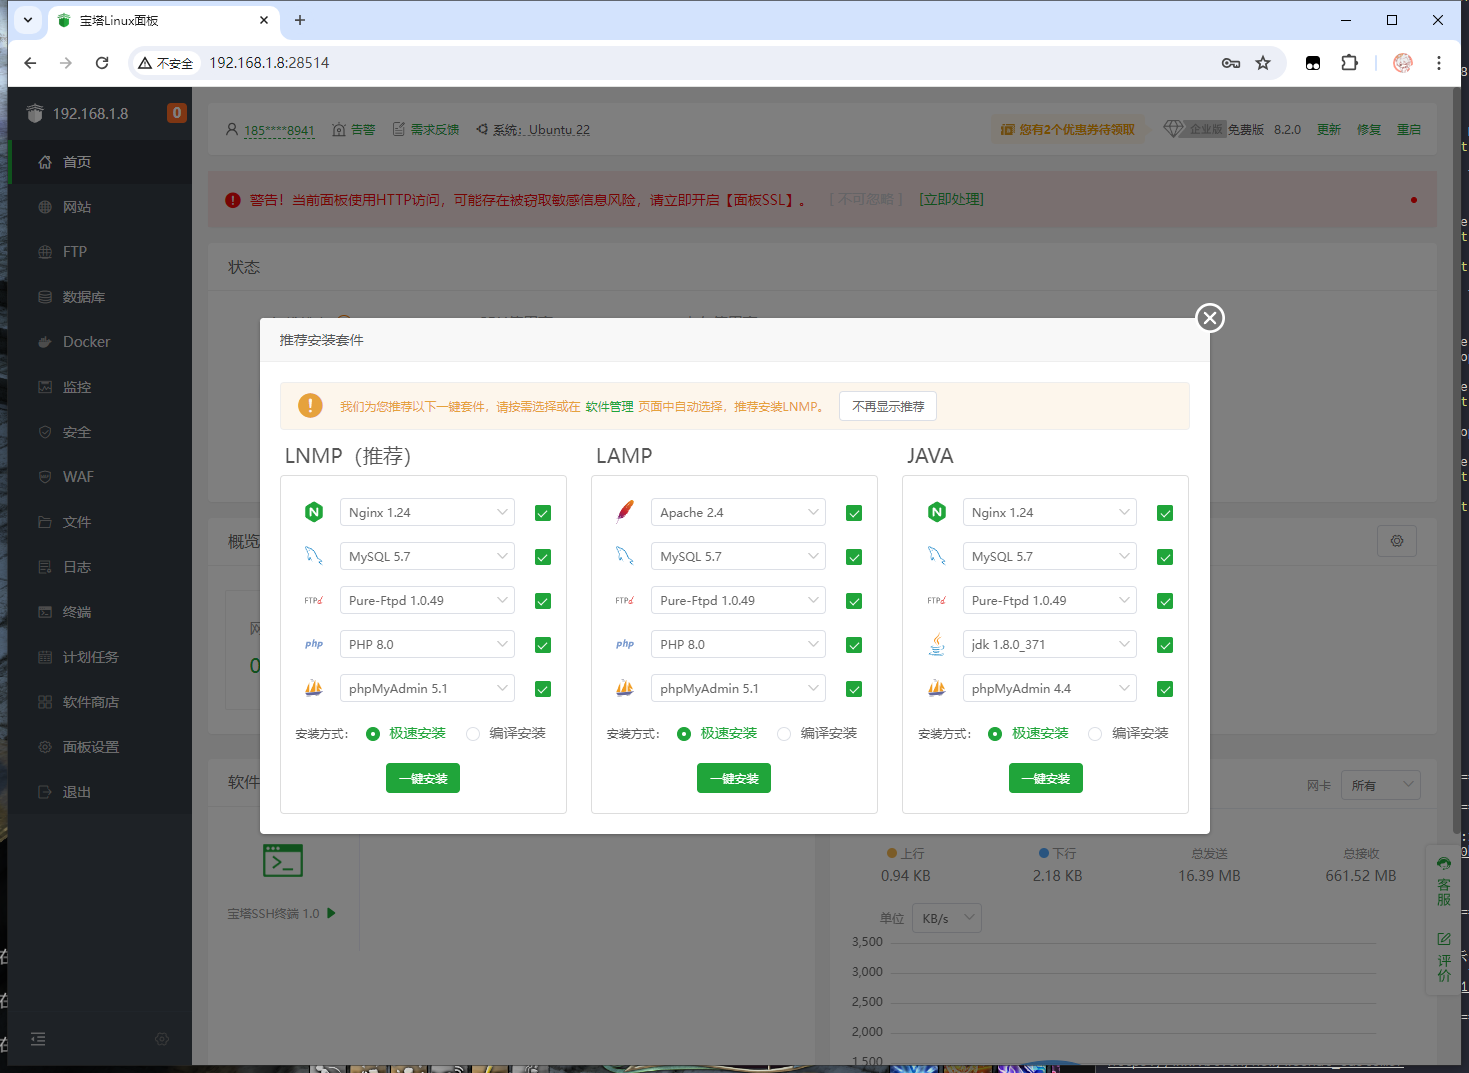 宝塔Linux面板
不安全
192.168.1.8:28514
192.168.1.8
0
首页
网站
FTP
数据库
Docker
监控
安全
WAF
文件
日志
终端
计划任务
软件商店
面板设置
退出
185****8941
告警
需求反馈
系统：Ubuntu 22
您有2个优惠券待领取
企业版
免费版
8.2.0
更新
修复
重启
警告！当前面板使用HTTP访问，可能存在被窃取敏感信息风险，请立即开启【面板SSL】。 [ 不可忽略 ] [立即处理]
状态
概览
软件
推荐安装套件
我们为您推荐以下一键套件，请按需选择或在 软件管理 页面中自动选择，推荐安装LNMP。
不再显示推荐
LNMP（推荐）
Nginx 1.24
MySQL 5.7
FTP
Pure-Ftpd 1.0.49
php
PHP 8.0
phpMyAdmin 5.1
安装方式：
极速安装
编译安装
一键安装
LAMP
Apache 2.4
MySQL 5.7
FTP
Pure-Ftpd 1.0.49
php
PHP 8.0
phpMyAdmin 5.1
安装方式：
极速安装
编译安装
一键安装
JAVA
Nginx 1.24
MySQL 5.7
FTP
Pure-Ftpd 1.0.49
jdk 1.8.0_371
phpMyAdmin 4.4
安装方式：
极速安装
编译安装
一键安装
宝塔SSH终端 1.0
网卡
所有
上行
0.94 KB
下行
2.18 KB
总发送
16.39 MB
总接收
661.52 MB
单位
KB/s
3,500
3,000
2,500
2,000
1,500
客服
评价